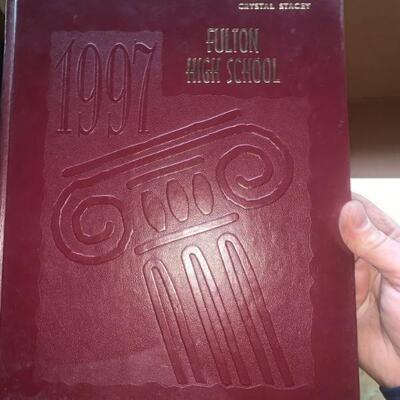 CRYSTAL STACEY
1997
FULTON
HIGH SCHOOL